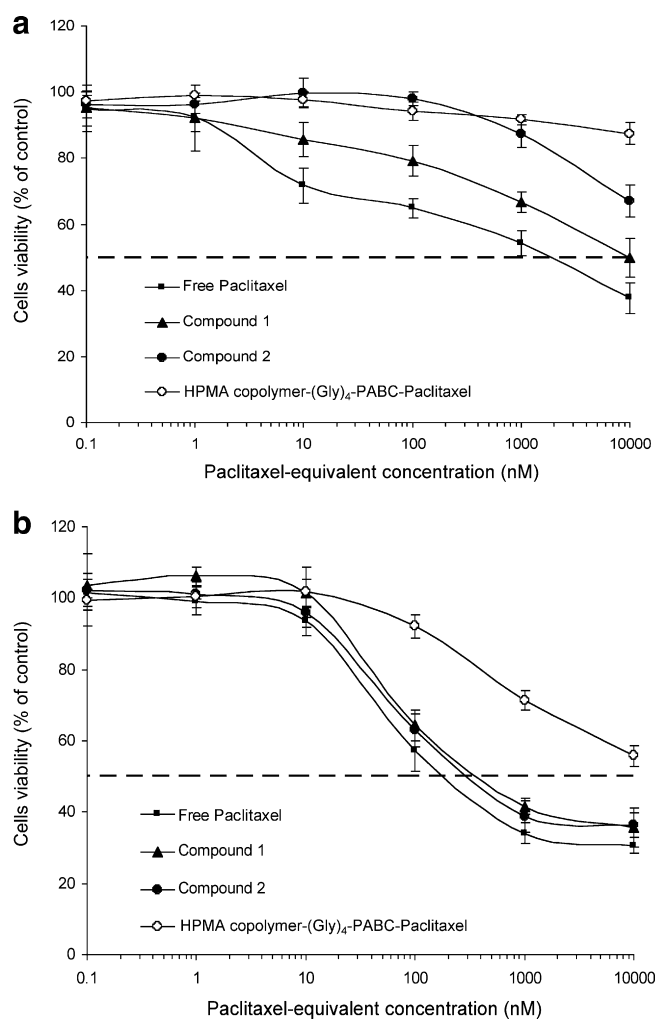 a
120
100
80
60
40
20
0
Cells viability (% of control)
Free Paclitaxel
Compound 1
Compound 2
HPMA copolymer-(Gly)4-PABC-Paclitaxel
0.1 1 10 100 1000 10000
Paclitaxel-equivalent concentration (nM)
b
120
100
80
60
40
20
0
Cells viability (% of control)
Free Paclitaxel
Compound 1
Compound 2
HPMA copolymer-(Gly)4-PABC-Paclitaxel
0.1 1 10 100 1000 10000
Paclitaxel-equivalent concentration (nM)